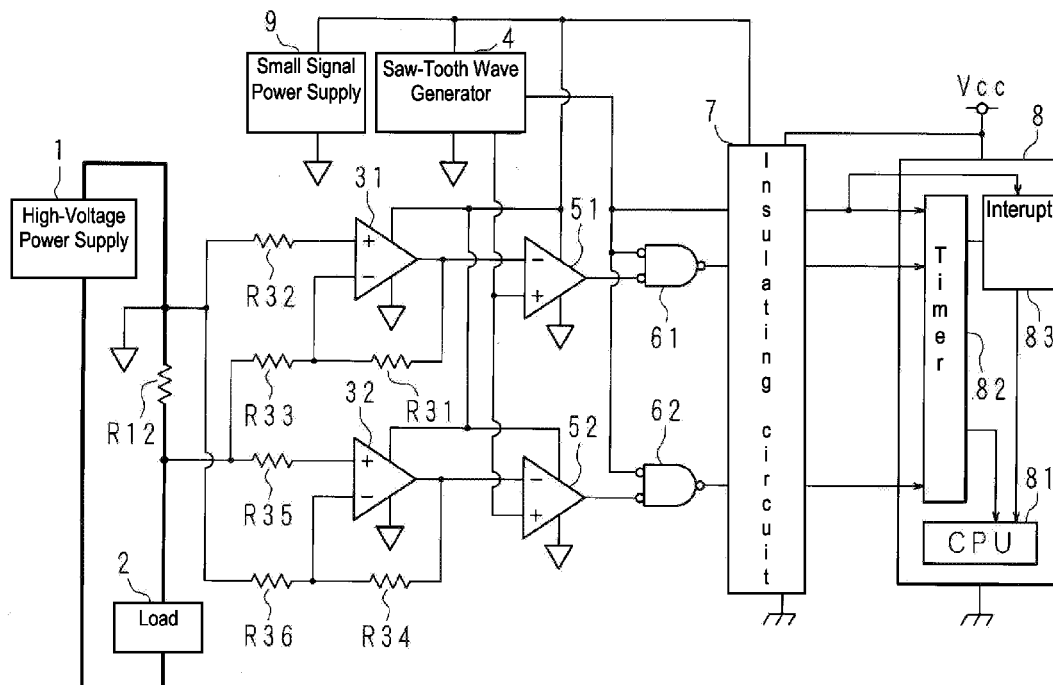 9
4
Small Signal
Power Supply
Saw-Tooth Wave
Generator
Vcc
7
8
1
High-Voltage
Power Supply
31
51
Interupt
+
−
R32
−
+
61
Insulating circuit
Timer
83
82
R33
R31
R12
32
52
62
+
−
R35
−
+
81
CPU
2
Load
R36
R34